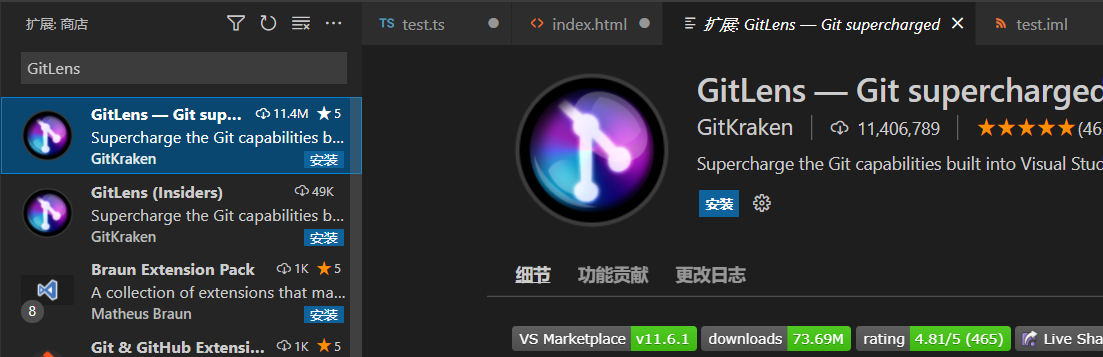 扩展: 商店
GitLens
GitLens — Git sup... 11.4M 5
Supercharge the Git capabilities b...
GitKraken 安装
GitLens (Insiders) 49K
Supercharge the Git capabilities b...
GitKraken 安装
Braun Extension Pack 1K 5
A collection of extensions that ma...
8
Matheus Braun 安装
Git & GitHub Extensi... 1K 5
TS test.ts
index.html
扩展: GitLens — Git supercharged
test.iml
GitLens — Git supercharged
GitKraken 11,406,789 (46
Supercharge the Git capabilities built into Visual Stu
安装
细节 功能贡献 更改日志
VS Marketplace v11.6.1 downloads 73.69M rating 4.81/5 (465) Live Sha